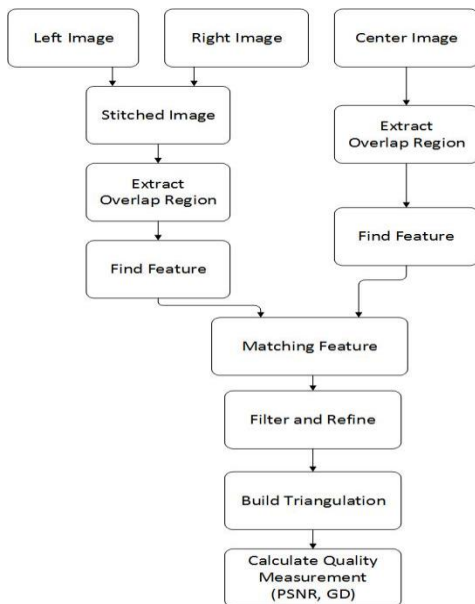 Left Image
Right Image
Center Image
Stitched Image
Extract
Overlap Region
Extract
Overlap Region
Find Feature
Find Feature
Matching Feature
Filter and Refine
Build Triangulation
Calculate Quality
Measurement
(PSNR, GD)